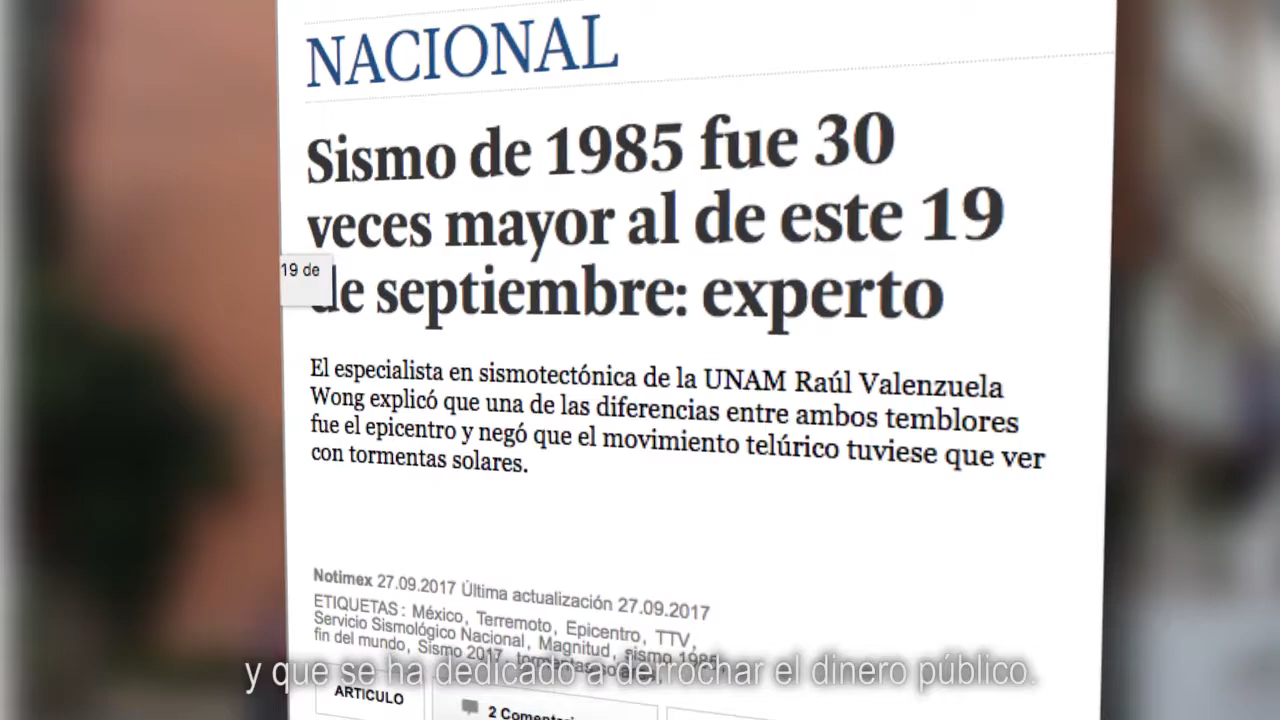 NACIONAL
Sismo de 1985 fue 30
veces mayor al de este 19
19 de
de septiembre: experto
El especialista en sismotectónica de la UNAM Raúl Valenzuela
Wong explicó que una de las diferencias entre ambos temblores
fue el epicentro y negó que el movimiento telúrico tuviese que ver
con tormentas solares.
Notimex 27.09.2017 Última actualización 27.09.2017
ETIQUETAS: México, Terremoto, Epicentro, TTV,
Servicio Sismológico Nacional, Magnitud, sismo 1985,
fin del mundo, Sismo 2017, tormentas solares,
y que se ha dedicado a derrochar el dinero público.
ARTICULO
2 Comentari